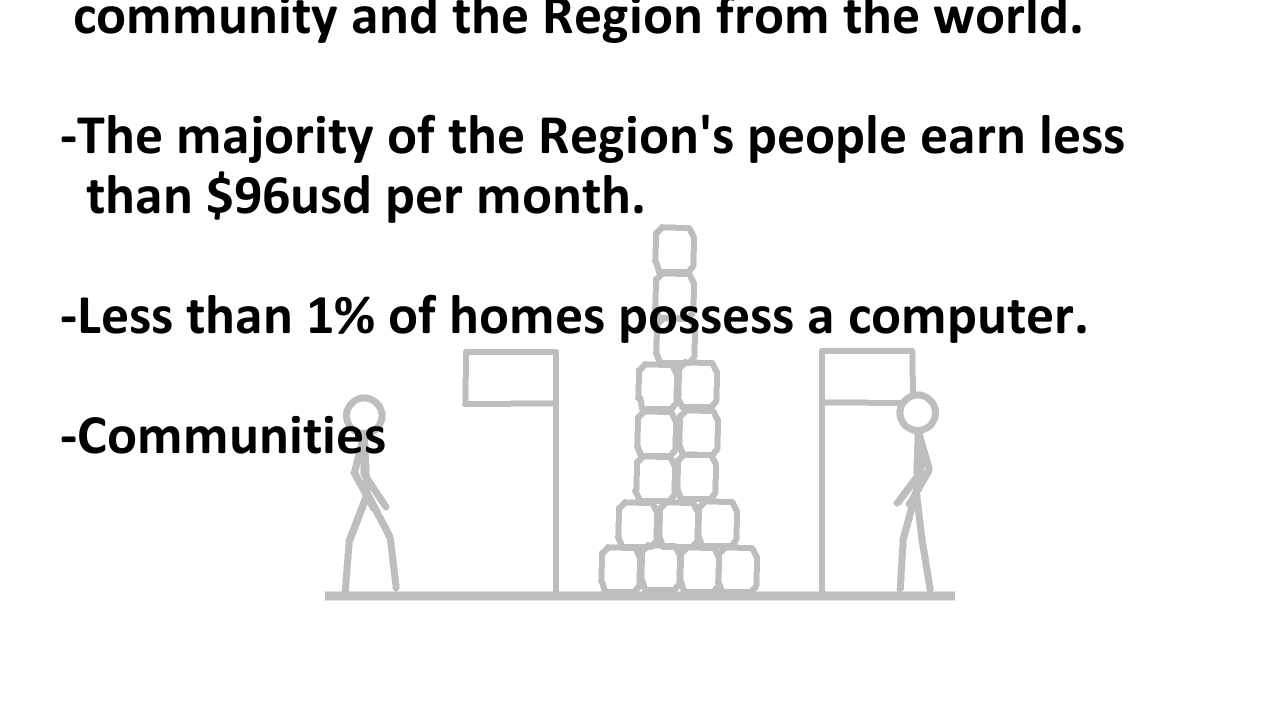 community and the Region from the world.
-The majority of the Region's people earn less
than $96usd per month.
-Less than 1% of homes possess a computer.
-Communities